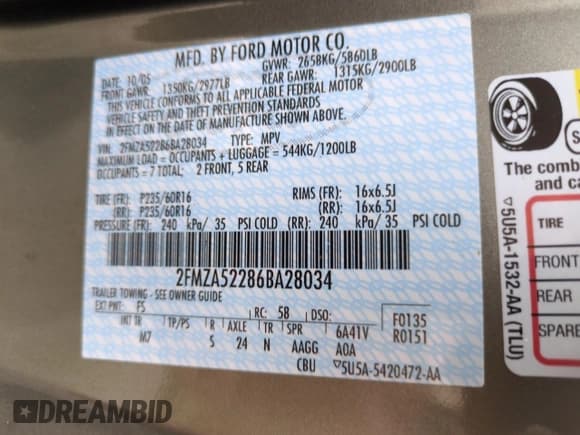 MFD. BY FORD MOTOR CO.
DATE: 10/05
GVWR: 2658KG/5860LB
FRONT GAWR: 1350KG/2977LB
REAR GAWR: 1315KG/2900LB
THIS VEHICLE CONFORMS TO ALL APPLICABLE FEDERAL MOTOR
VEHICLE SAFETY AND THEFT PREVENTION STANDARDS
IN EFFECT ON THE DATE OF MANUFACTURE SHOWN ABOVE.
VIN: 2FMZA52286BA28034 TYPE: MPV
MAXIMUM LOAD = OCCUPANTS + LUGGAGE = 544KG/1200LB
OCCUPANTS = 7 TOTAL: 2 FRONT, 5 REAR
TIRE (FR): P235/60R16 RIMS (FR): 16x6.5J
(RR): P235/60R16 (RR): 16x6.5J
PRESSURE (FR): 240 kPa/ 35 PSI COLD (RR): 240 kPa/ 35 PSI COLD
2FMZA52286BA28034
TRAILER TOWING - SEE OWNER GUIDE
EXT PNT: FS RC: 58 DSO:
F0135
INT TR TP/PS R AXLE TR SPR 6A41V R0151
M7 S 24 N AAGG A0A
CBU ▽5U5A-5420472-AA
The comb
and ca
TIRE
FRONT
REAR
SPARE
▽5U5A-1532-AA (TLU)
DREAMBID